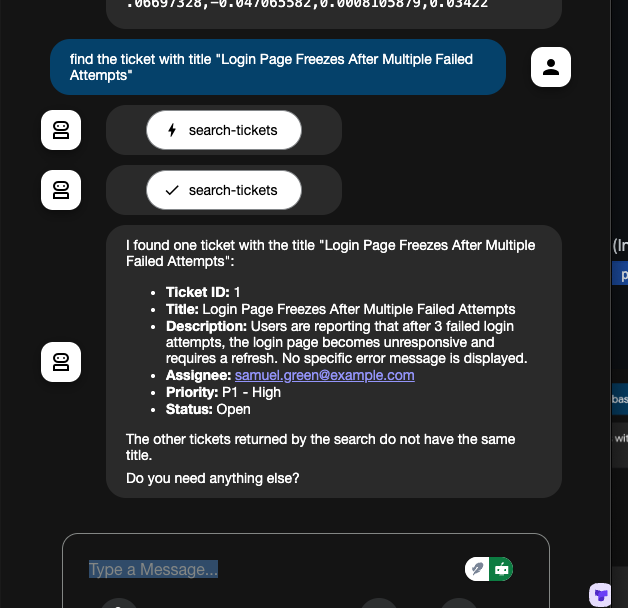 .06697328,-0.047065582,0.0008105879,0.03422
find the ticket with title "Login Page Freezes After Multiple Failed
Attempts"
search-tickets
search-tickets
I found one ticket with the title "Login Page Freezes After Multiple
Failed Attempts":
• Ticket ID: 1
• Title: Login Page Freezes After Multiple Failed Attempts
• Description: Users are reporting that after 3 failed login
attempts, the login page becomes unresponsive and
requires a refresh. No specific error message is displayed.
• Assignee: samuel.green@example.com
• Priority: P1 - High
• Status: Open
The other tickets returned by the search do not have the same
title.
Do you need anything else?
Type a Message...
(In
p
bas
wit